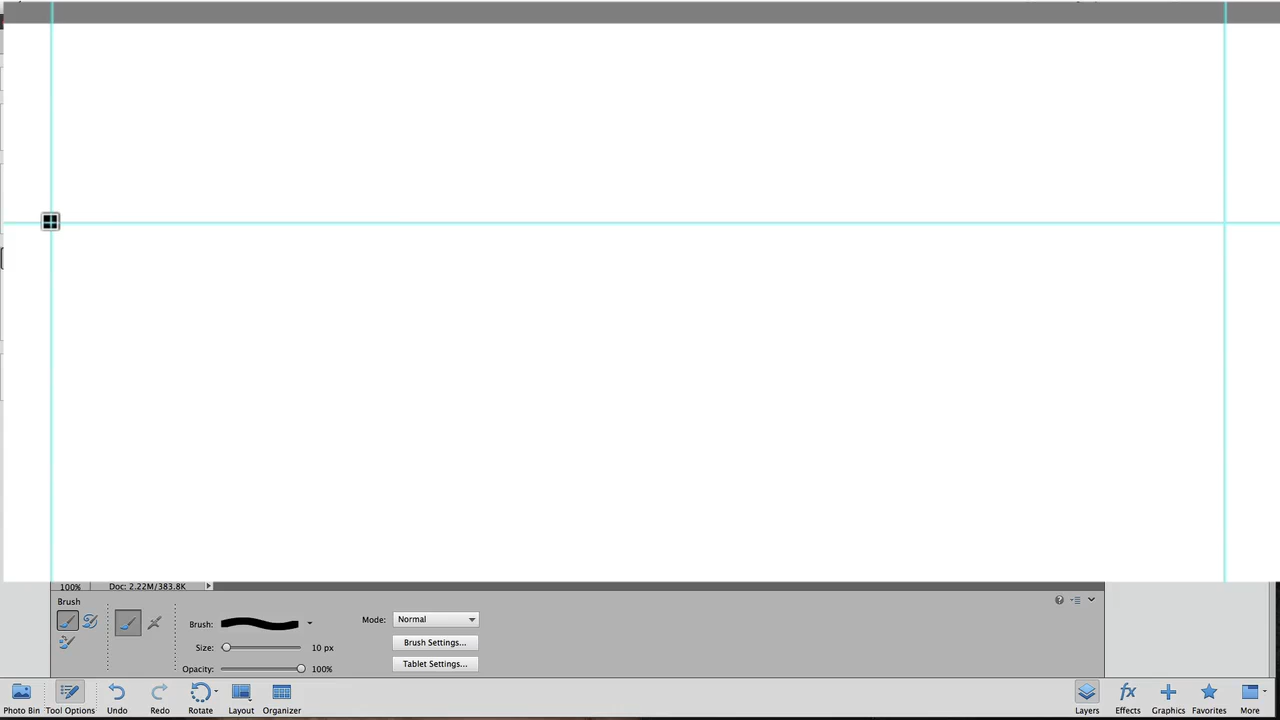 100% Doc: 2.22M/383.8K
Brush
Brush: Mode: Normal
Size: 10 px Brush Settings...
Opacity: 100% Tablet Settings...
Photo Bin Tool Options Undo Redo Rotate Layout Organizer Layers Effects Graphics Favorites More